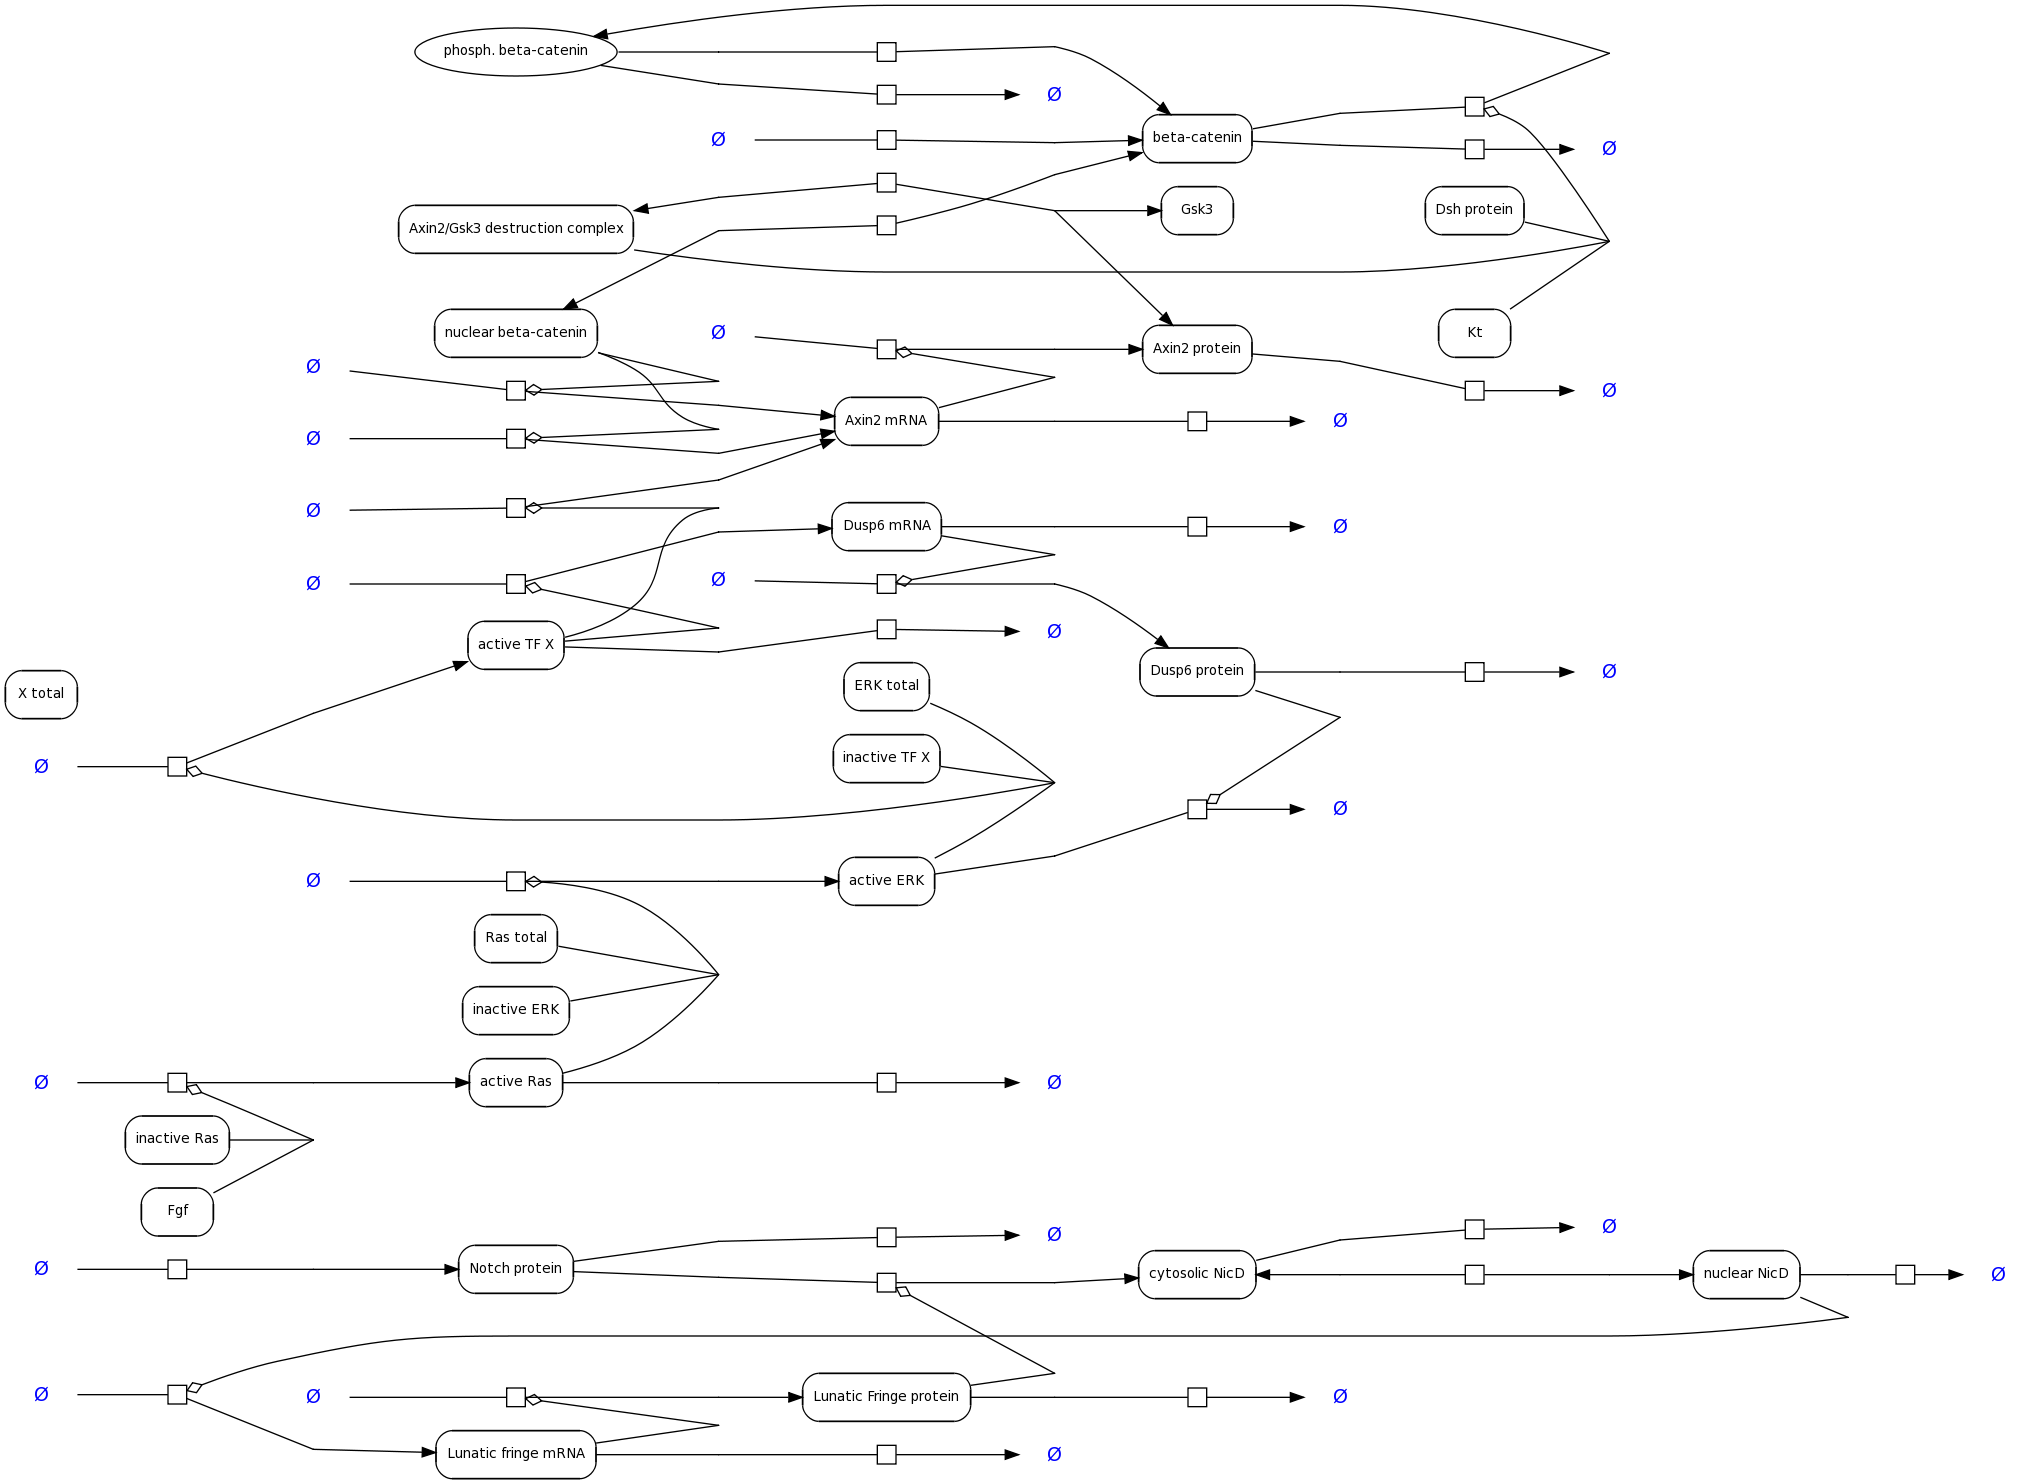 phosph. beta-catenin
Ø
Ø
beta-catenin
Ø
Axin2/Gsk3 destruction complex
Gsk3
Dsh protein
nuclear beta-catenin
Ø
Axin2 protein
Kt
Ø
Ø
Ø
Axin2 mRNA
Ø
Ø
Dusp6 mRNA
Ø
Ø
Ø
active TF X
Ø
Dusp6 protein
Ø
X total
ERK total
inactive TF X
Ø
Ø
Ø
active ERK
Ras total
inactive ERK
Ø
active Ras
Ø
inactive Ras
Fgf
Ø
Notch protein
Ø
cytosolic NicD
Ø
nuclear NicD
Ø
Ø
Ø
Lunatic Fringe protein
Ø
Lunatic fringe mRNA
Ø